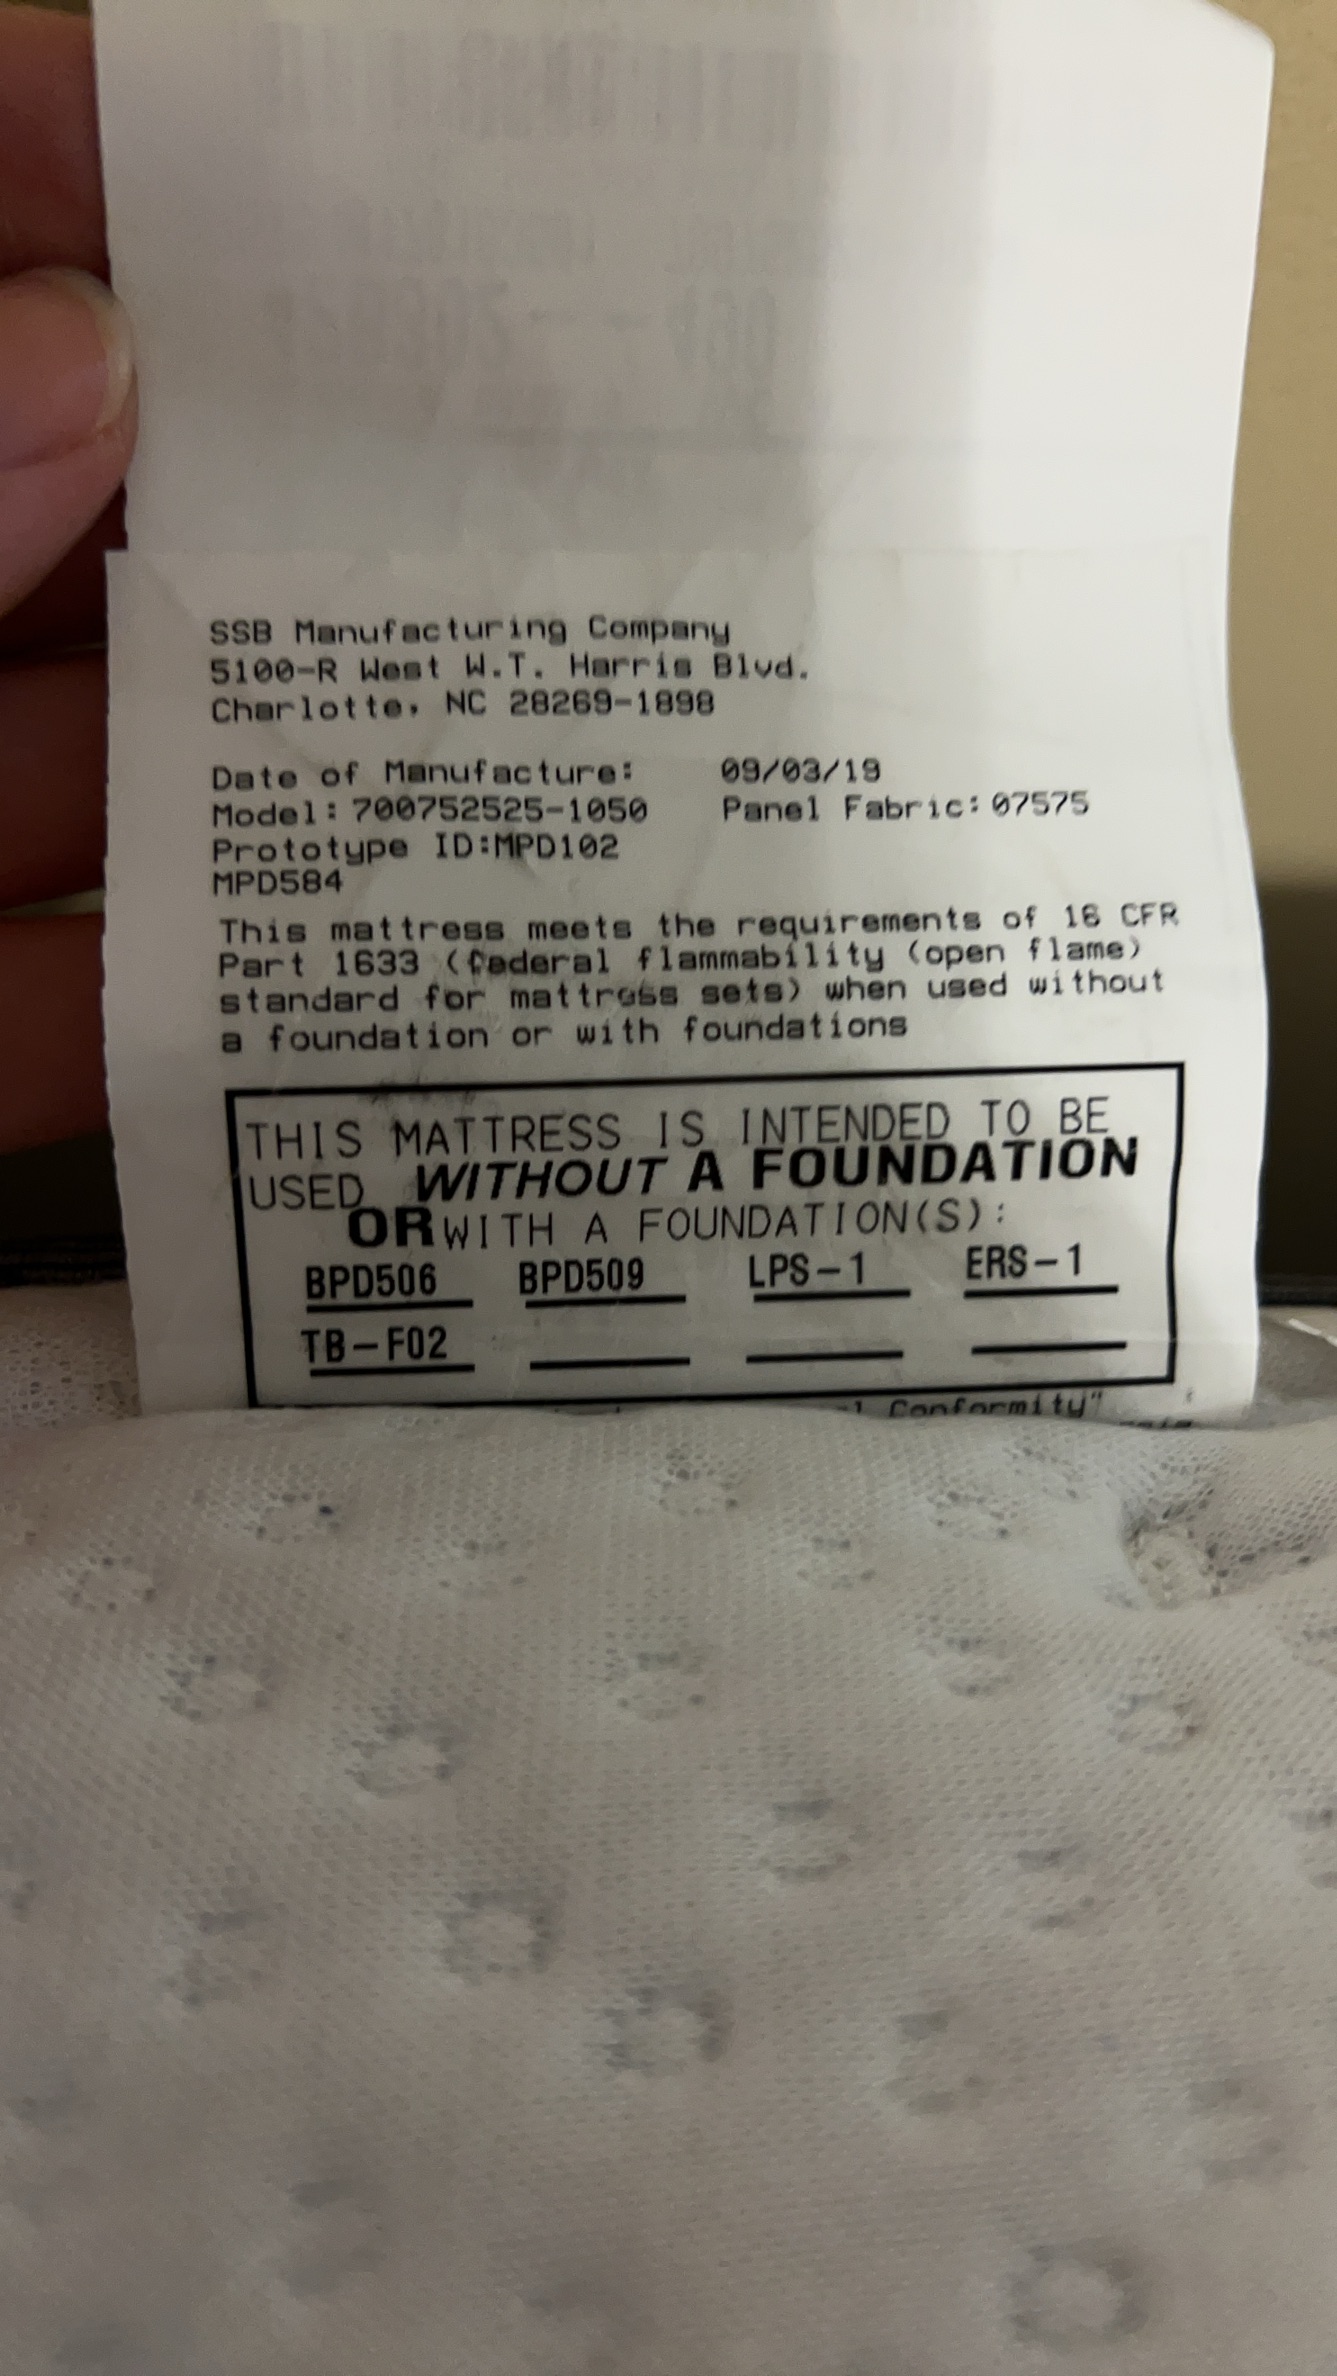 SSB Manufacturing Company
5100-R West W.T. Harris Blvd.
Charlotte, NC 28269-1898
Date of Manufacture: 09/03/19
Model: 700752525-1050 Panel Fabric: 07575
Prototype ID:MPD102
MPD584
This mattress meets the requirements of 16 CFR
Part 1633 (federal flammability (open flame)
standard for mattress sets) when used without
a foundation or with foundations
THIS MATTRESS IS INTENDED TO BE
USED WITHOUT A FOUNDATION
OR WITH A FOUNDATION(S):
BPD506 BPD509 LPS-1 ERS-1
TB-F02
Conformity"